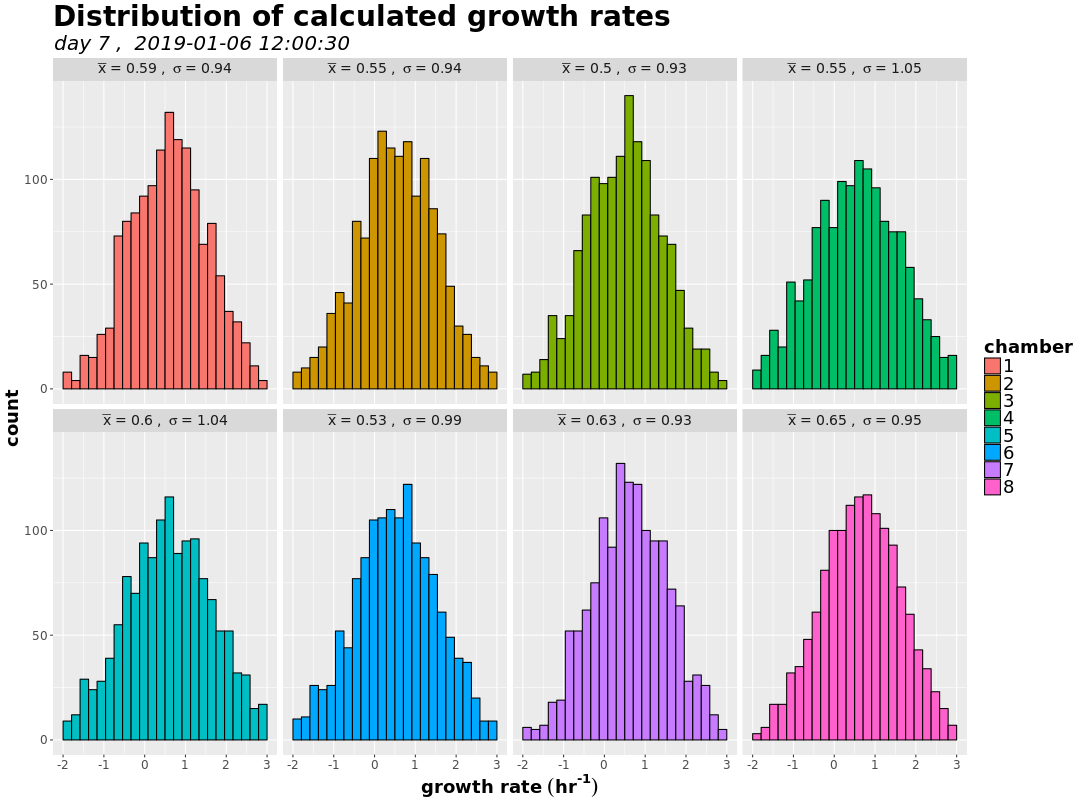 Distribution of calculated growth rates
day 7 , 2019-01-06 12:00:30
x̅ = 0.59 , σ = 0.94
x̅ = 0.55 , σ = 0.94
x̅ = 0.5 , σ = 0.93
x̅ = 0.55 , σ = 1.05
100
50
0
x̅ = 0.6 , σ = 1.04
x̅ = 0.53 , σ = 0.99
x̅ = 0.63 , σ = 0.93
x̅ = 0.65 , σ = 0.95
100
50
0
-2 -1 0 1 2 3
-2 -1 0 1 2 3
-2 -1 0 1 2 3
-2 -1 0 1 2 3
count
growth rate (hr⁻¹)
chamber
1
2
3
4
5
6
7
8